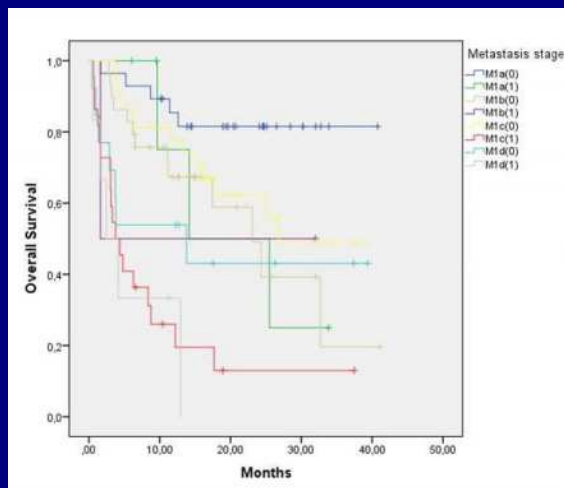 Metastasis stage
M1a(0)
M1a(1)
M1b(0)
M1b(1)
M1c(0)
M1c(1)
M1d(0)
M1d(1)
Overall Survival
1,0
0,8
0,6
0,4
0,2
0,0
,00 10,00 20,00 30,00 40,00 50,00
Months